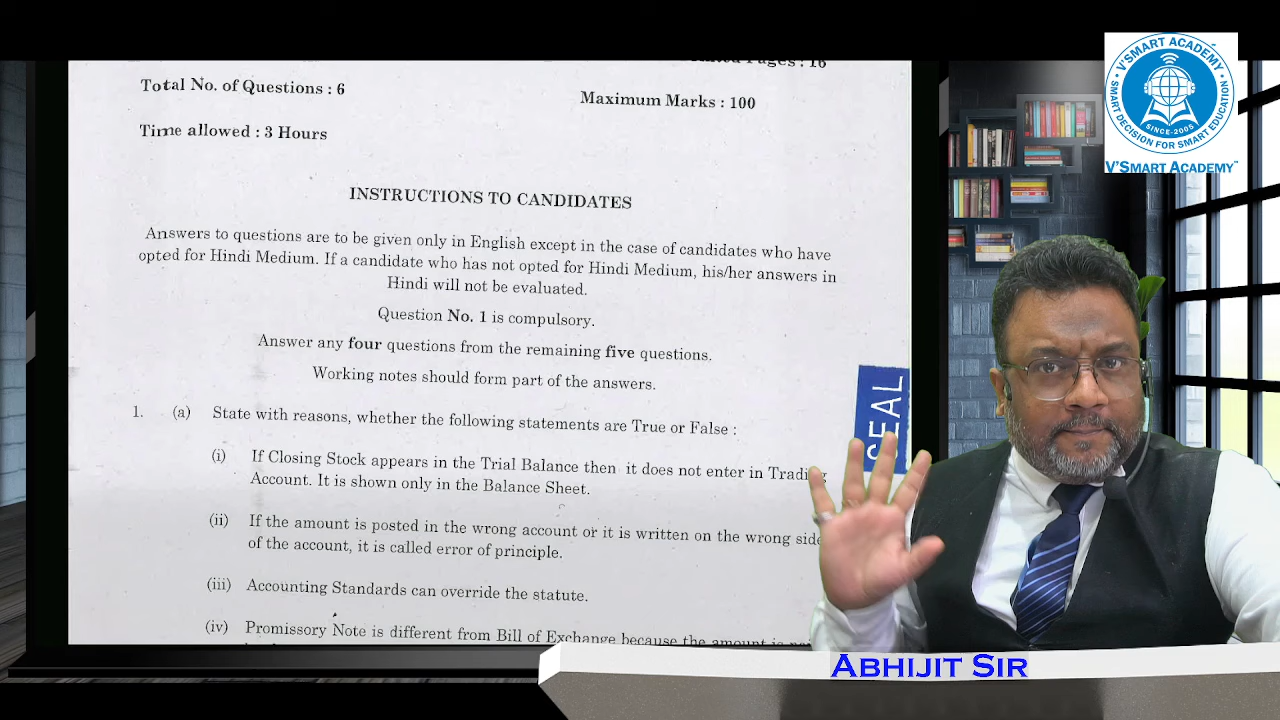 Total No. of Questions : 6
Pages : 16
Maximum Marks : 100
Time allowed : 3 Hours
INSTRUCTIONS TO CANDIDATES
Answers to questions are to be given only in English except in the case of candidates who have
opted for Hindi Medium. If a candidate who has not opted for Hindi Medium, his/her answers in
Hindi will not be evaluated.
Question No. 1 is compulsory.
Answer any four questions from the remaining five questions.
Working notes should form part of the answers.
1. (a) State with reasons, whether the following statements are True or False :
(i) If Closing Stock appears in the Trial Balance then it does not enter in Trading
Account. It is shown only in the Balance Sheet.
(ii) If the amount is posted in the wrong account or it is written on the wrong side
of the account, it is called error of principle.
(iii) Accounting Standards can override the statute.
(iv) Promissory Note is different from Bill of Exchange because the amount is
SEAL
V'SMART ACADEMY
SMART DECISION FOR SMART EDUCATION
SINCE-2005
V'SMART ACADEMY™
ABHIJIT SIR